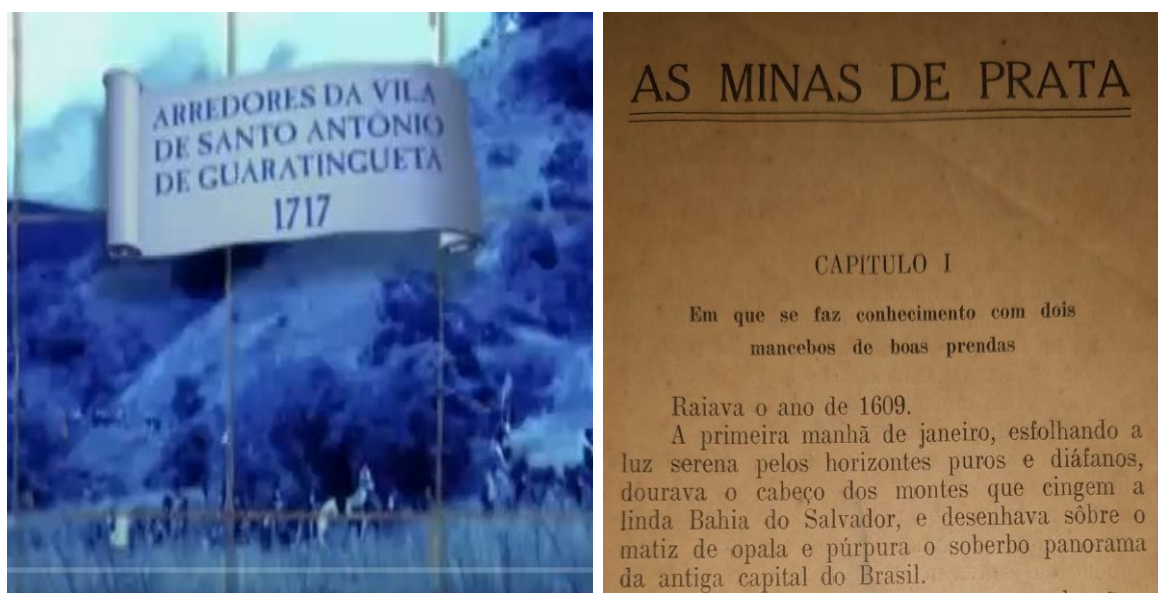 ARREDORES DA VILA
DE SANTO ANTÔNIO
DE GUARATINGUETA
1717
AS MINAS DE PRATA
CAPITULO I
Em que se faz conhecimento com dois
mancebos de boas prendas
Raiava o ano de 1609.
A primeira manhã de janeiro, esfolhando a
luz serena pelos horizontes puros e diáfanos,
dourava o cabeço dos montes que cingem a
linda Bahia do Salvador, e desenhava sôbre o
matiz de opala e púrpura o soberbo panorama
da antiga capital do Brasil.